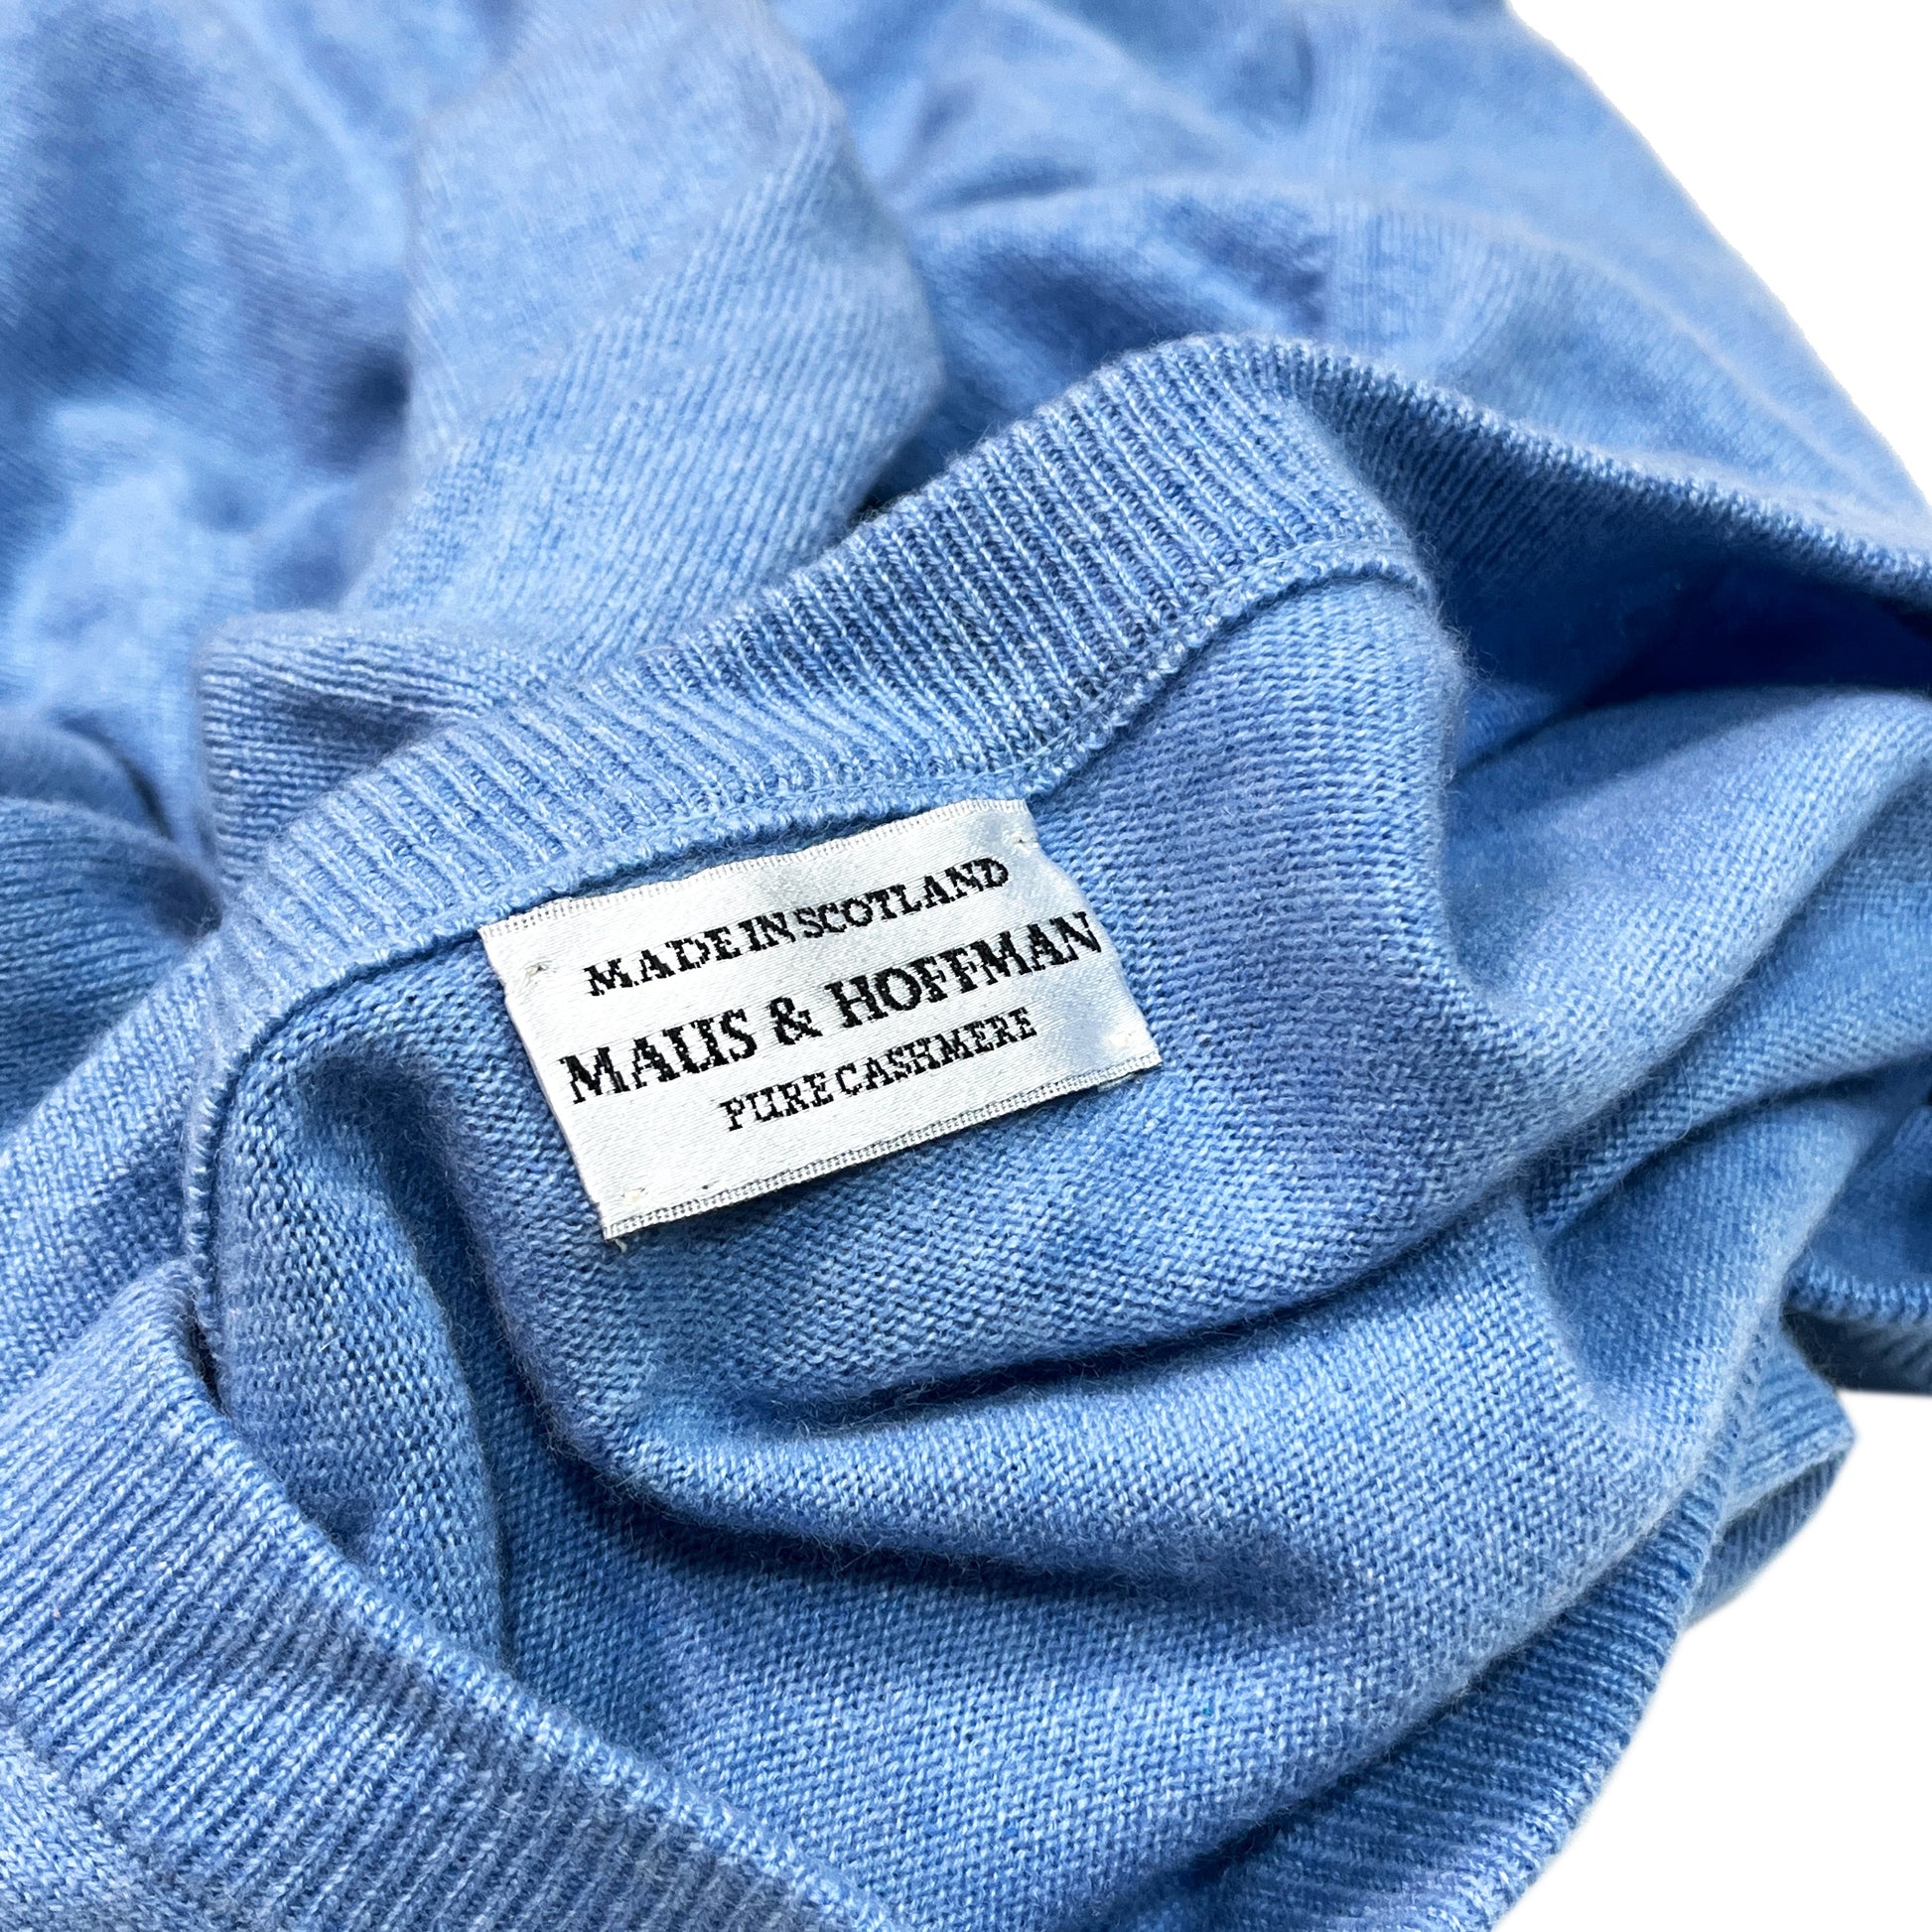 MADE IN SCOTLAND
MAUS & HOFFMAN
PURE CASHMERE